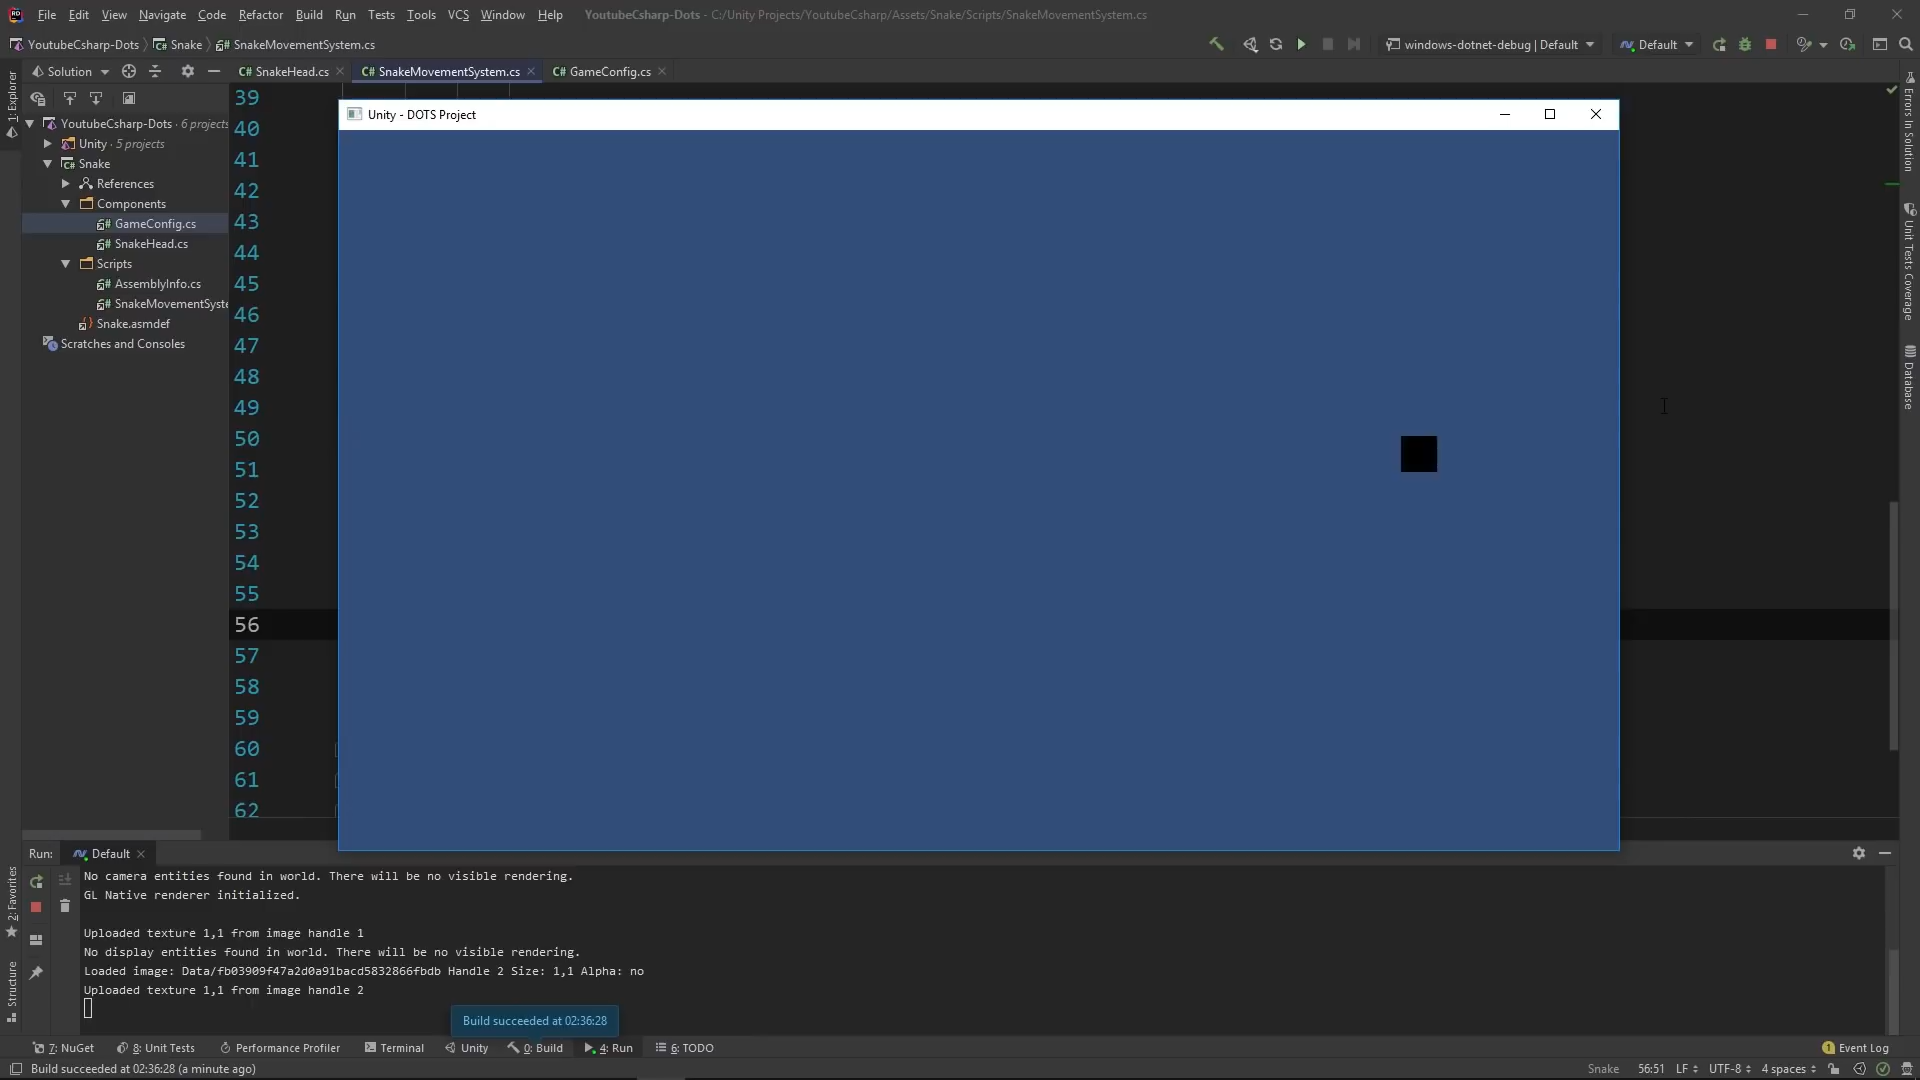 File Edit View Navigate Code Refactor Build Run Tests Tools VCS Window Help YoutubeCsharp-Dots - C:/Unity Projects/YoutubeCsharp/Assets/Snake/Scripts/SnakeMovementSystem.cs
YoutubeCsharp-Dots Snake SnakeMovementSystem.cs windows-dotnet-debug | Default Default
Solution SnakeHead.cs SnakeMovementSystem.cs GameConfig.cs
1: Explorer
YoutubeCsharp-Dots · 6 projects
Unity · 5 projects
Snake
References
Components
GameConfig.cs
SnakeHead.cs
Scripts
AssemblyInfo.cs
SnakeMovementSyste
Snake.asmdef
Scratches and Consoles
39
40
41
42
43
44
45
46
47
48
49
50
51
52
53
54
55
56
57
58
59
60
61
62
Unity - DOTS Project
Errors In Solution
Unit Tests Coverage
Database
Run: Default
2: Favorites
Structure
No camera entities found in world. There will be no visible rendering.
GL Native renderer initialized.
Uploaded texture 1,1 from image handle 1
No display entities found in world. There will be no visible rendering.
Loaded image: Data/fb03909f47a2d0a91bacd5832866fbdb Handle 2 Size: 1,1 Alpha: no
Uploaded texture 1,1 from image handle 2
Build succeeded at 02:36:28
7: NuGet 8: Unit Tests Performance Profiler Terminal Unity 0: Build 4: Run 6: TODO 1 Event Log
Build succeeded at 02:36:28 (a minute ago) Snake 56:51 LF UTF-8 4 spaces